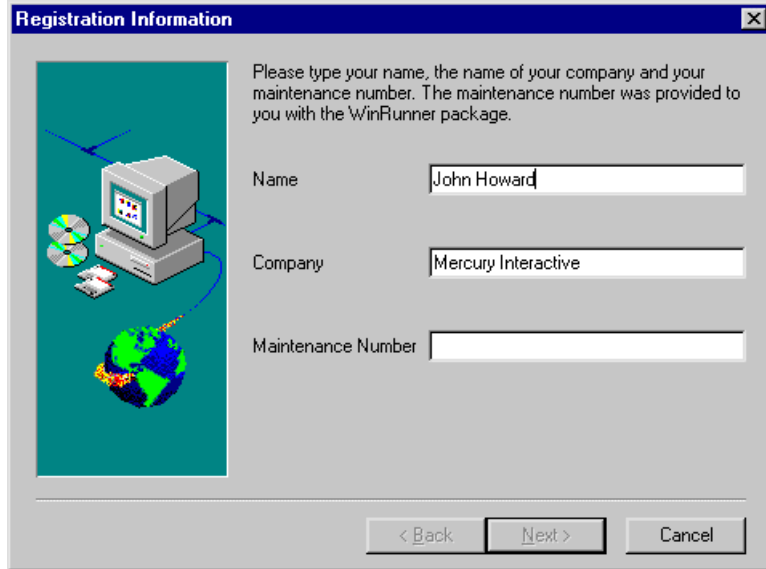 Registration Information
Please type your name, the name of your company and your
maintenance number. The maintenance number was provided to
you with the WinRunner package.
Name
John Howard
Company
Mercury Interactive
Maintenance Number
< Back
Next >
Cancel